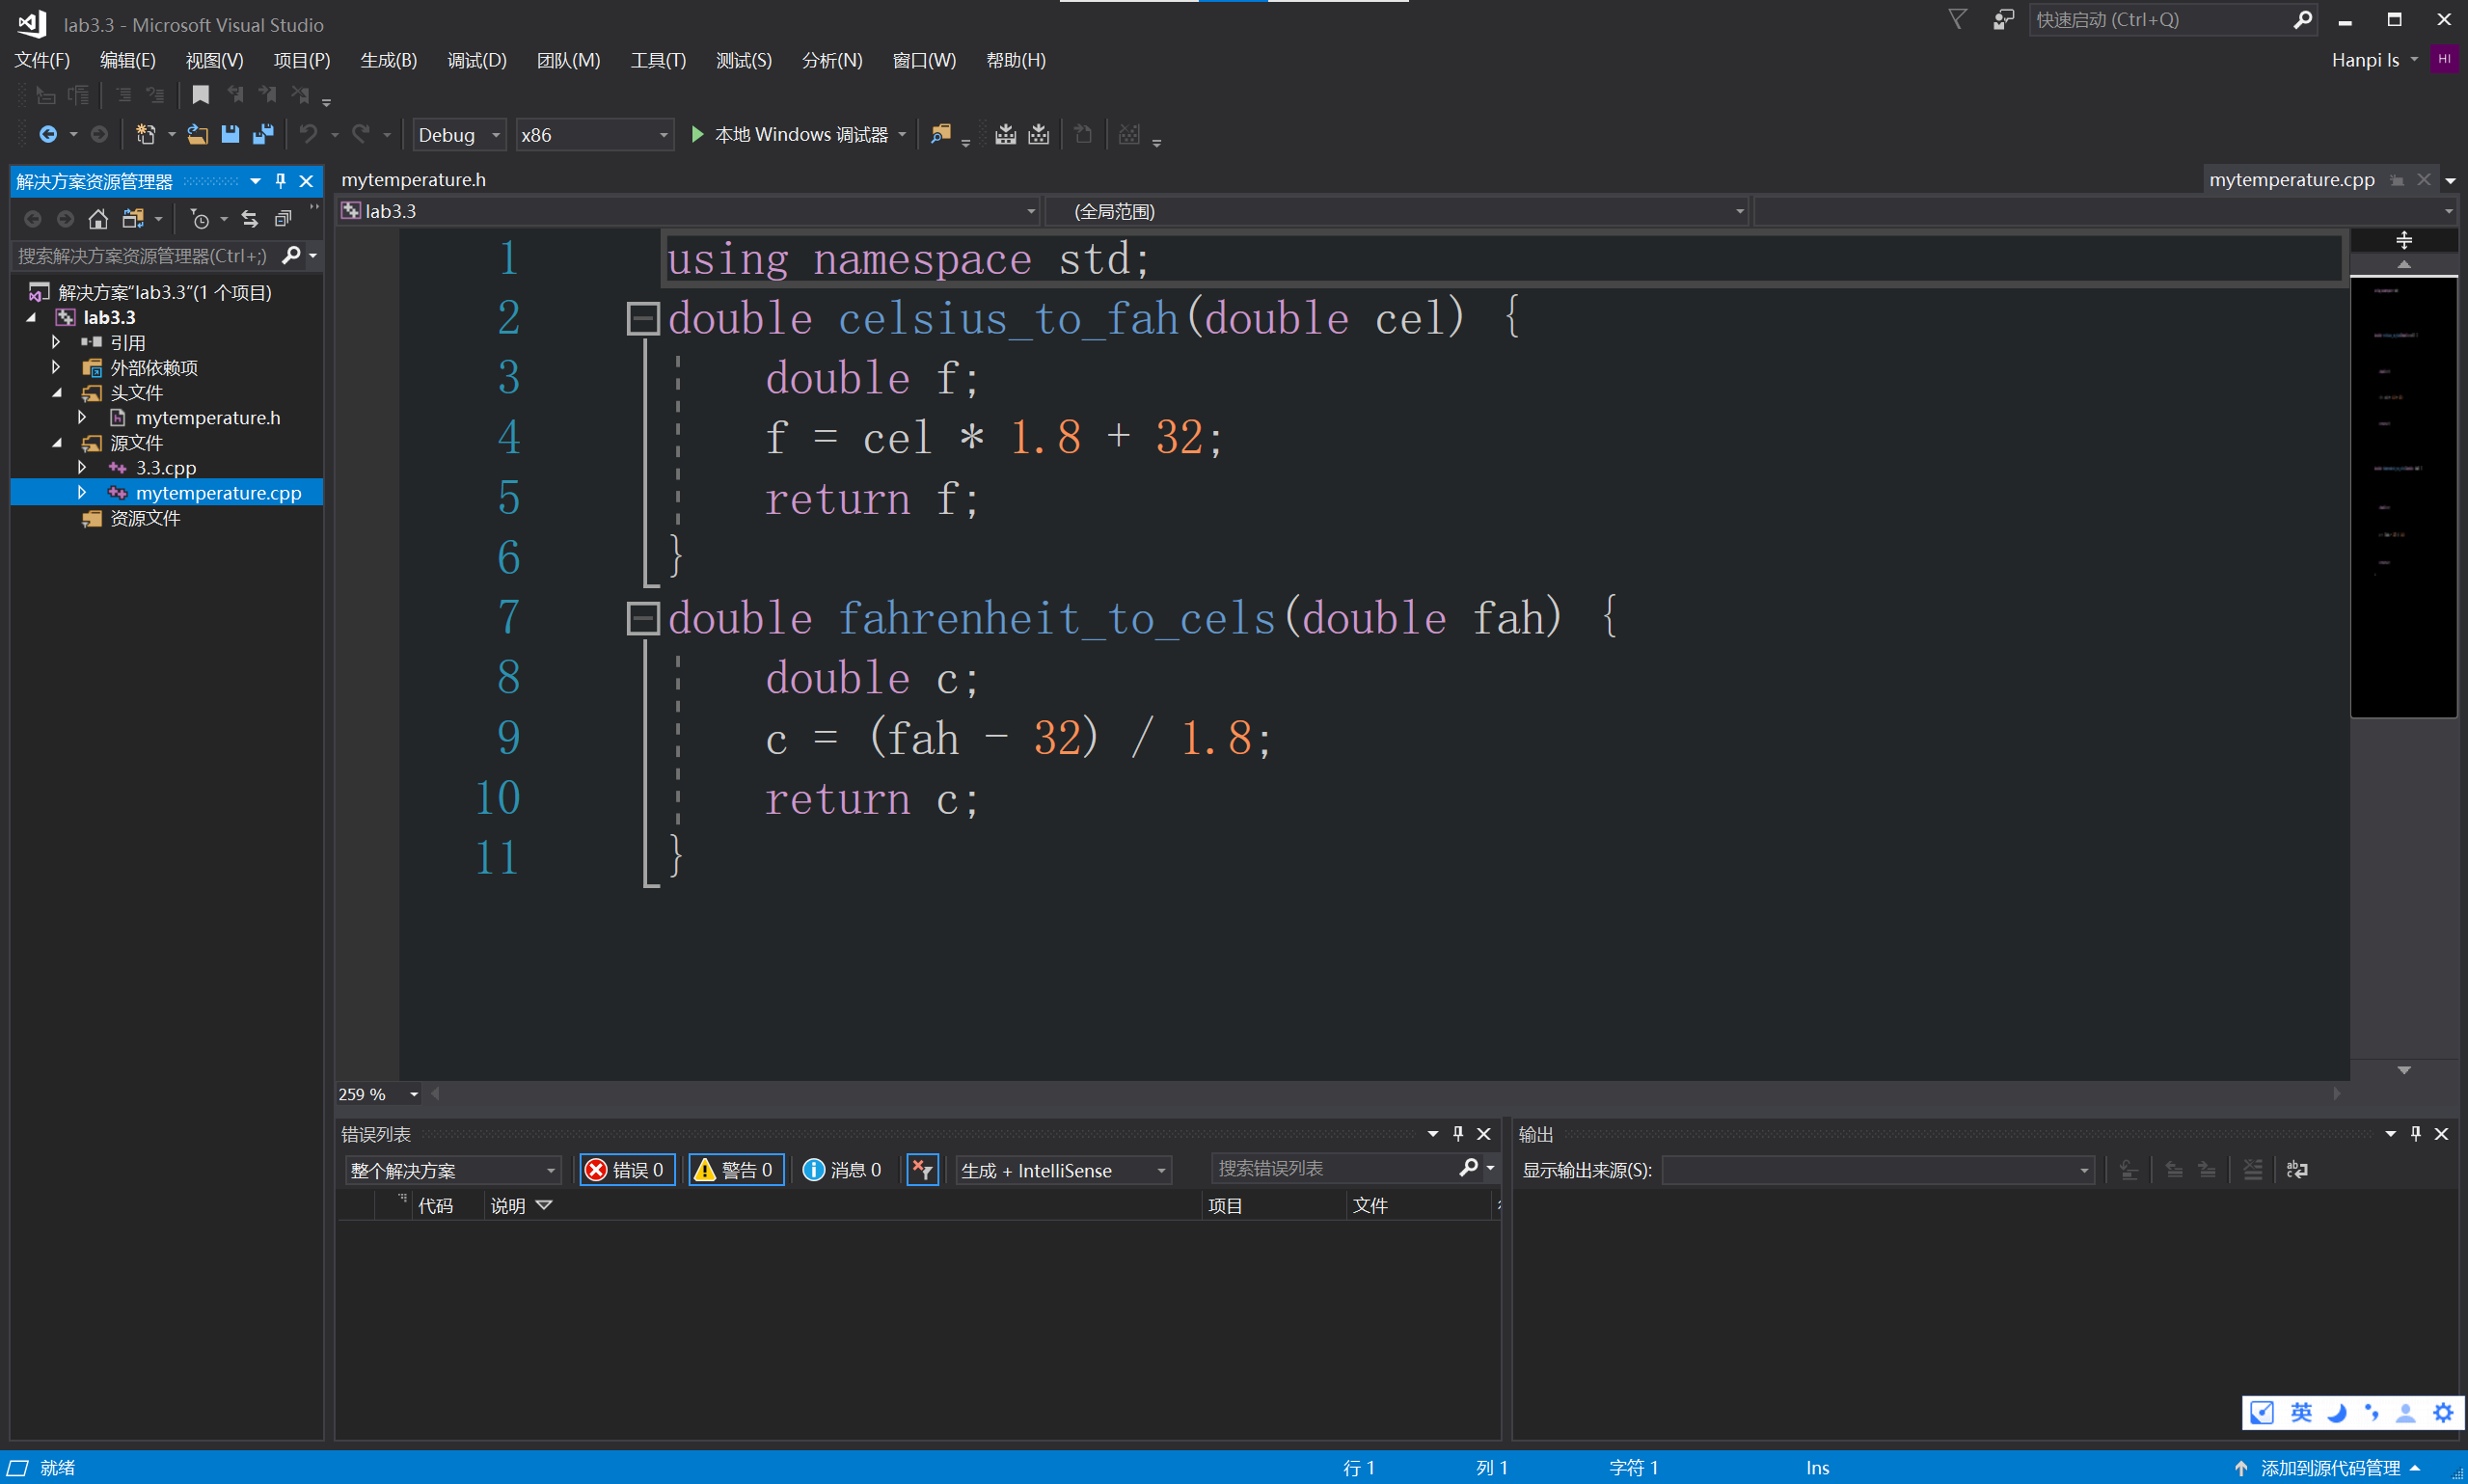 lab3.3 - Microsoft Visual Studio
快速启动 (Ctrl+Q)
文件(F) 编辑(E) 视图(V) 项目(P) 生成(B) 调试(D) 团队(M) 工具(T) 测试(S) 分析(N) 窗口(W) 帮助(H)
Hanpi ls
HI
Debug x86 本地 Windows 调试器
解决方案资源管理器
搜索解决方案资源管理器(Ctrl+;)
解决方案“lab3.3”(1 个项目)
lab3.3
引用
外部依赖项
头文件
mytemperature.h
源文件
3.3.cpp
mytemperature.cpp
资源文件
mytemperature.h
mytemperature.cpp
lab3.3
(全局范围)
1 using namespace std;
2 double celsius_to_fah(double cel) {
3 double f;
4 f = cel * 1.8 + 32;
5 return f;
6 }
7 double fahrenheit_to_cels(double fah) {
8 double c;
9 c = (fah - 32) / 1.8;
10 return c;
11 }
259 %
错误列表
整个解决方案 错误 0 警告 0 消息 0 生成 + IntelliSense 搜索错误列表
代码 说明 项目 文件
输出
显示输出来源(S):
英
就绪
行 1 列 1 字符 1 Ins
添加到源代码管理